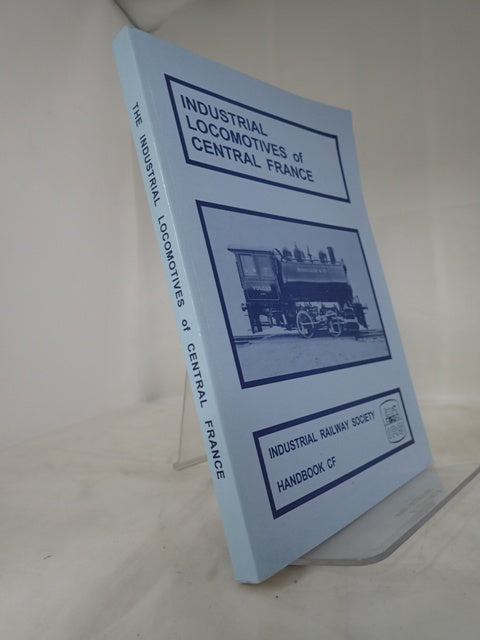 THE INDUSTRIAL LOCOMOTIVES of CENTRAL FRANCE
INDUSTRIAL
LOCOMOTIVES of
CENTRAL FRANCE
INDUSTRIAL RAILWAY SOCIETY
HANDBOOK CF